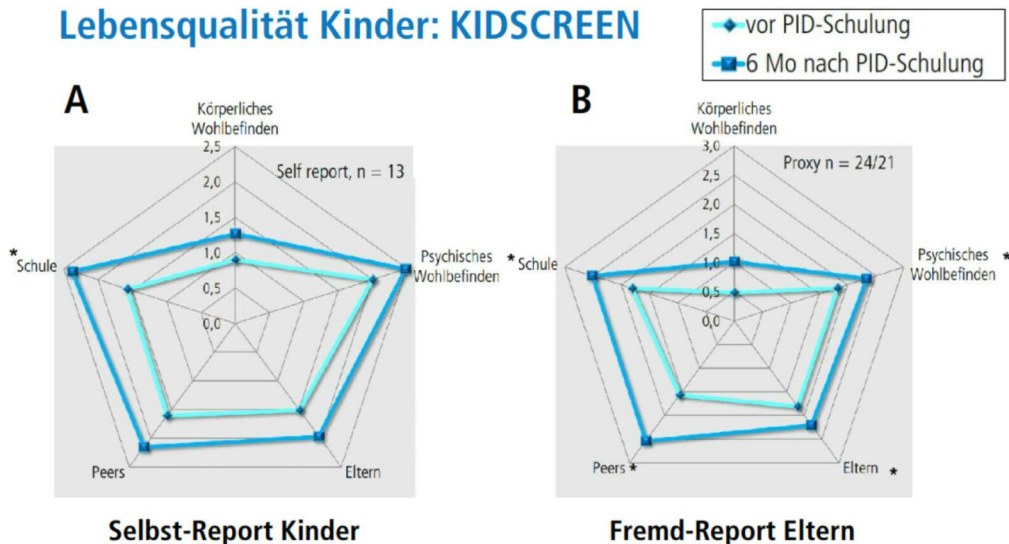 Lebensqualität Kinder: KIDSCREEN
vor PID-Schulung
6 Mo nach PID-Schulung
A
Körperliches
Wohlbefinden
2,5
Self report, n = 13
2,0
1,5
1,0
0,5
0,0
* Schule
Psychisches
Wohlbefinden
Peers
Eltern
Selbst-Report Kinder
B
Körperliches
Wohlbefinden
3,0
Proxy n = 24/21
2,5
2,0
1,5
1,0
0,5
0,0
* Schule
Psychisches *
Wohlbefinden
Peers *
Eltern *
Fremd-Report Eltern